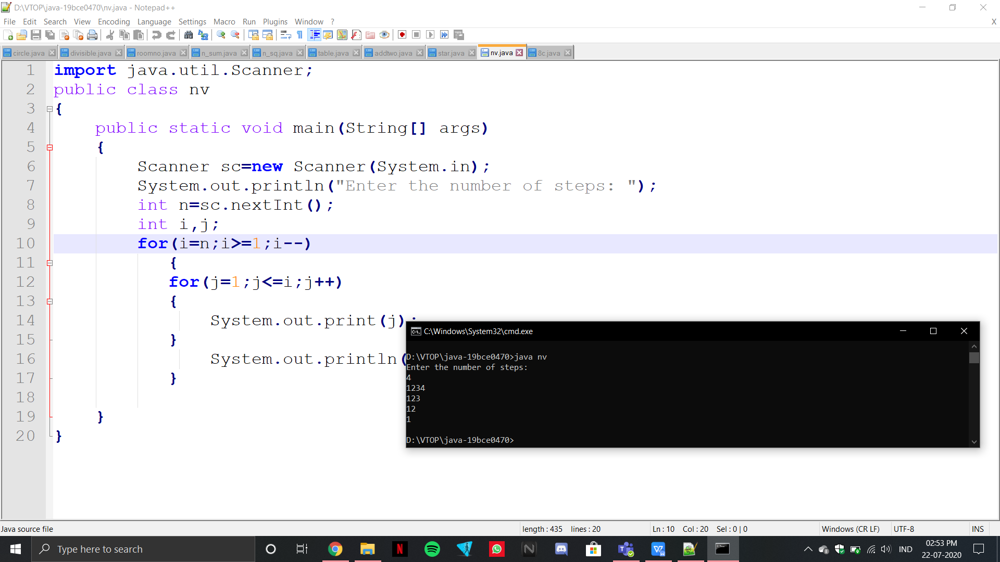 D:\VTOP\java-19bce0470\nv.java - Notepad++
File Edit Search View Encoding Language Settings Macro Run Plugins Window ? X
circle.java divisible.java roomno.java n_sum.java n_sq.java table.java addtwo.java star.java nv.java 8c.java
1 import java.util.Scanner;
2 public class nv
3 {
4 public static void main(String[] args)
5 {
6 Scanner sc=new Scanner(System.in);
7 System.out.println("Enter the number of steps: ");
8 int n=sc.nextInt();
9 int i,j;
10 for(i=n;i>=1;i--)
11 {
12 for(j=1;j<=i;j++)
13 {
14 System.out.print(j);
15 }
16 System.out.println(
17 }
18
19 }
20 }
C:\Windows\System32\cmd.exe
D:\VTOP\java-19bce0470>java nv
Enter the number of steps:
4
1234
123
12
1
D:\VTOP\java-19bce0470>
Java source file length : 435 lines : 20 Ln : 10 Col : 20 Sel : 0 | 0 Windows (CR LF) UTF-8 INS
Type here to search
IND
02:53 PM
22-07-2020